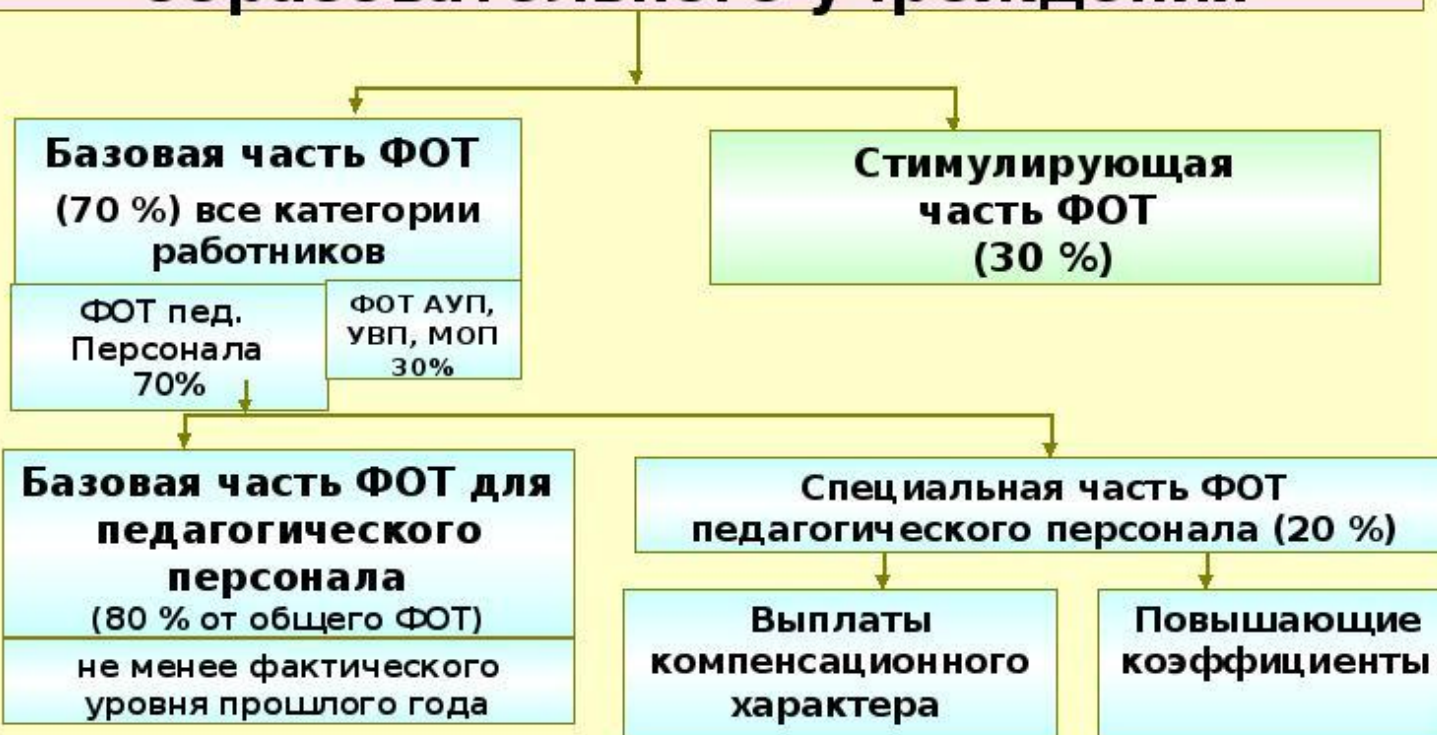 образовательного учреждения
Базовая часть ФОТ
(70 %) все категории
работников
Стимулирующая
часть ФОТ
(30 %)
ФОТ пед.
Персонала
70%
ФОТ АУП,
УВП, МОП
30%
Базовая часть ФОТ для
педагогического
персонала
(80 % от общего ФОТ)
не менее фактического
уровня прошлого года
Специальная часть ФОТ
педагогического персонала (20 %)
Выплаты
компенсационного
характера
Повышающие
коэффициенты